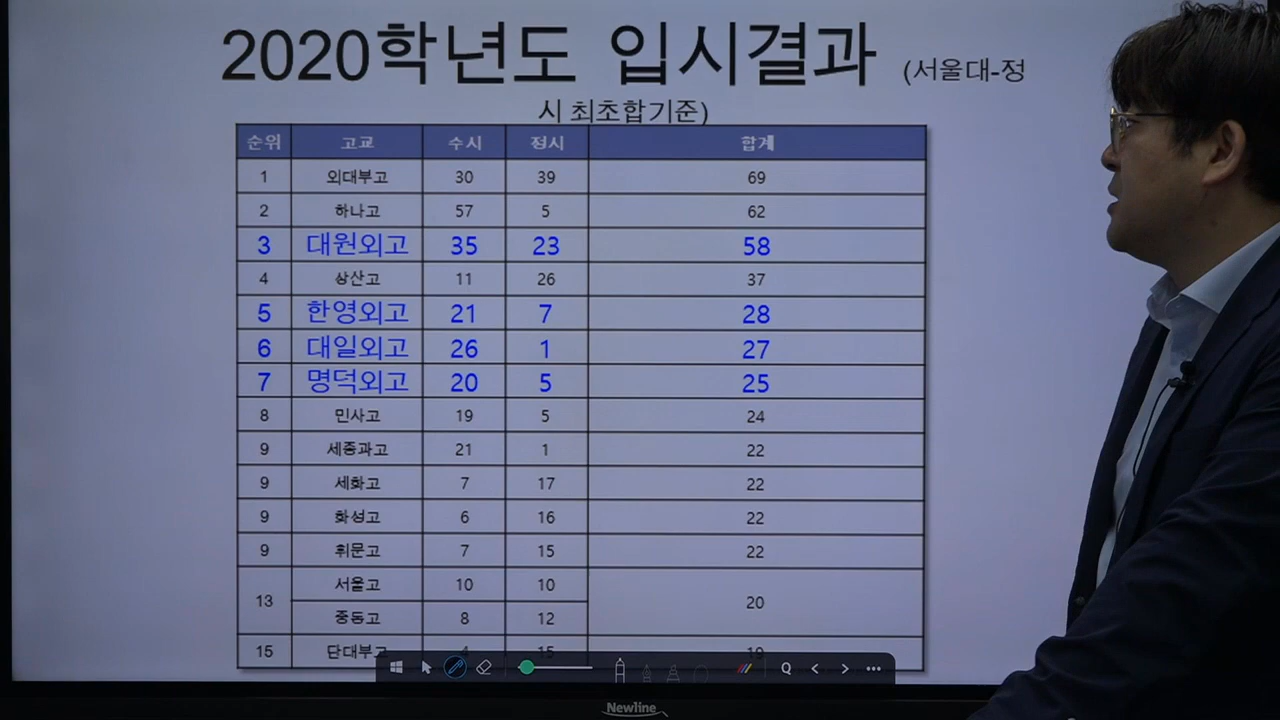 2020학년도 입시결과 (서울대-정
시 최초합기준)
순위 고교 수시 정시 합계
1 외대부고 30 39 69
2 하나고 57 5 62
3 대원외고 35 23 58
4 상산고 11 26 37
5 한영외고 21 7 28
6 대일외고 26 1 27
7 명덕외고 20 5 25
8 민사고 19 5 24
9 세종과고 21 1 22
9 세화고 7 17 22
9 화성고 6 16 22
9 휘문고 7 15 22
13 서울고 10 10 20
중동고 8 12
15 단대부고 4 15 19
Newline